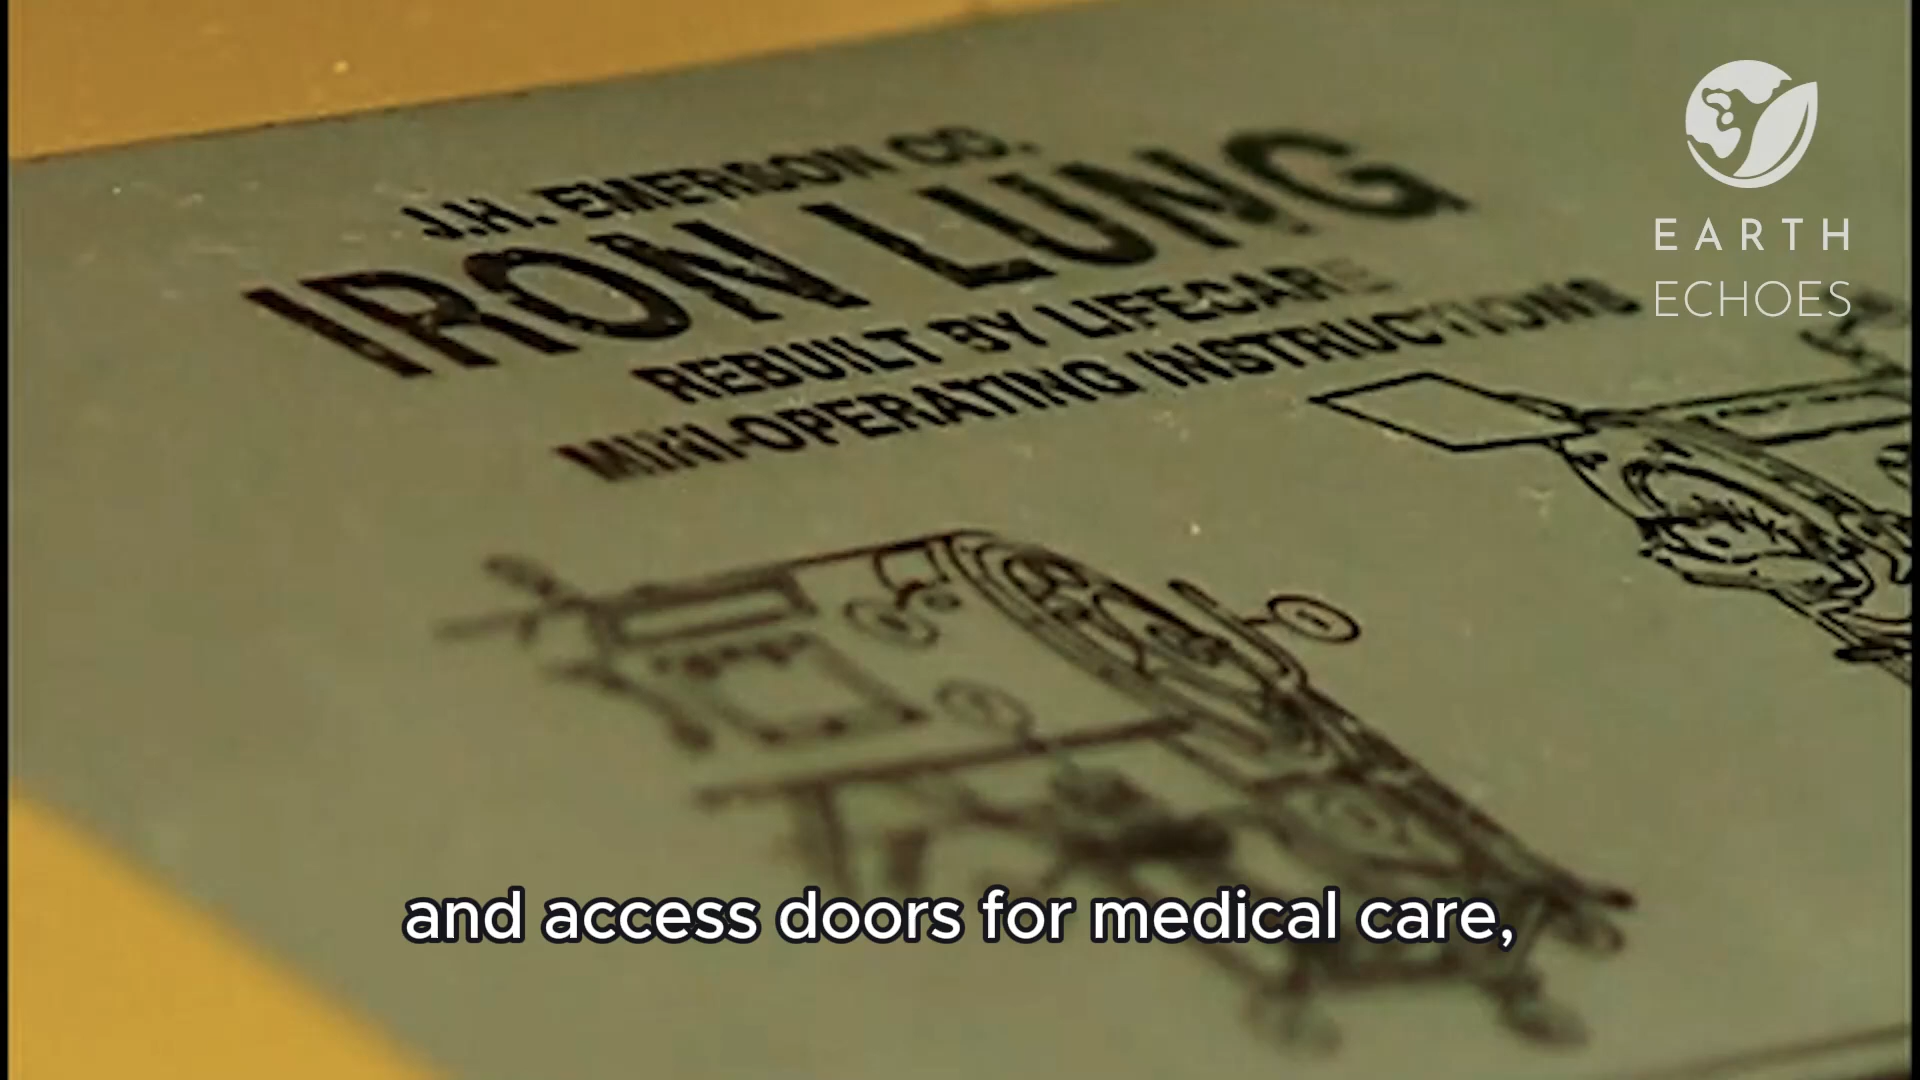 J.H. EMERSON CO.
IRON LUNG
REBUILT BY LIFECARE
MINI-OPERATING INSTRUCTIONS
EARTH
ECHOES
and access doors for medical care,